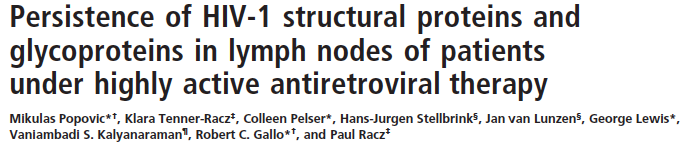 Persistence of HIV-1 structural proteins and
glycoproteins in lymph nodes of patients
under highly active antiretroviral therapy
Mikulas Popovic*†, Klara Tenner-Racz‡, Colleen Pelser*, Hans-Jurgen Stellbrink§, Jan van Lunzen§, George Lewis*,
Vaniambadi S. Kalyanaraman¶, Robert C. Gallo*†, and Paul Racz‡